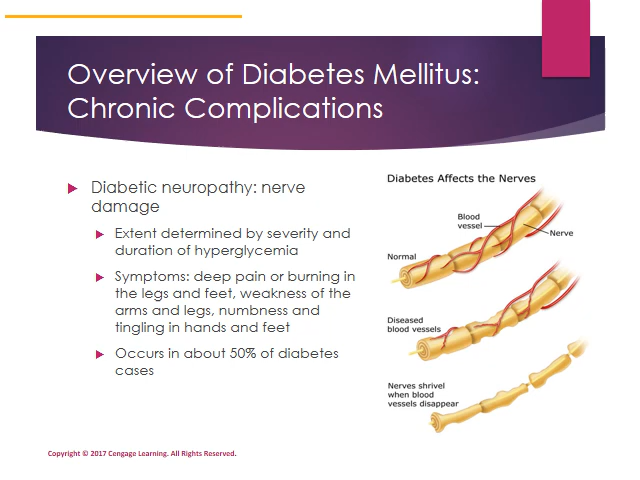 Overview of Diabetes Mellitus:
Chronic Complications
Diabetic neuropathy: nerve
damage
Extent determined by severity and
duration of hyperglycemia
Symptoms: deep pain or burning in
the legs and feet, weakness of the
arms and legs, numbness and
tingling in hands and feet
Occurs in about 50% of diabetes
cases
Diabetes Affects the Nerves
Blood
vessel
Nerve
Normal
Diseased
blood vessels
Nerves shrivel
when blood
vessels disappear
Copyright © 2017 Cengage Learning. All Rights Reserved.